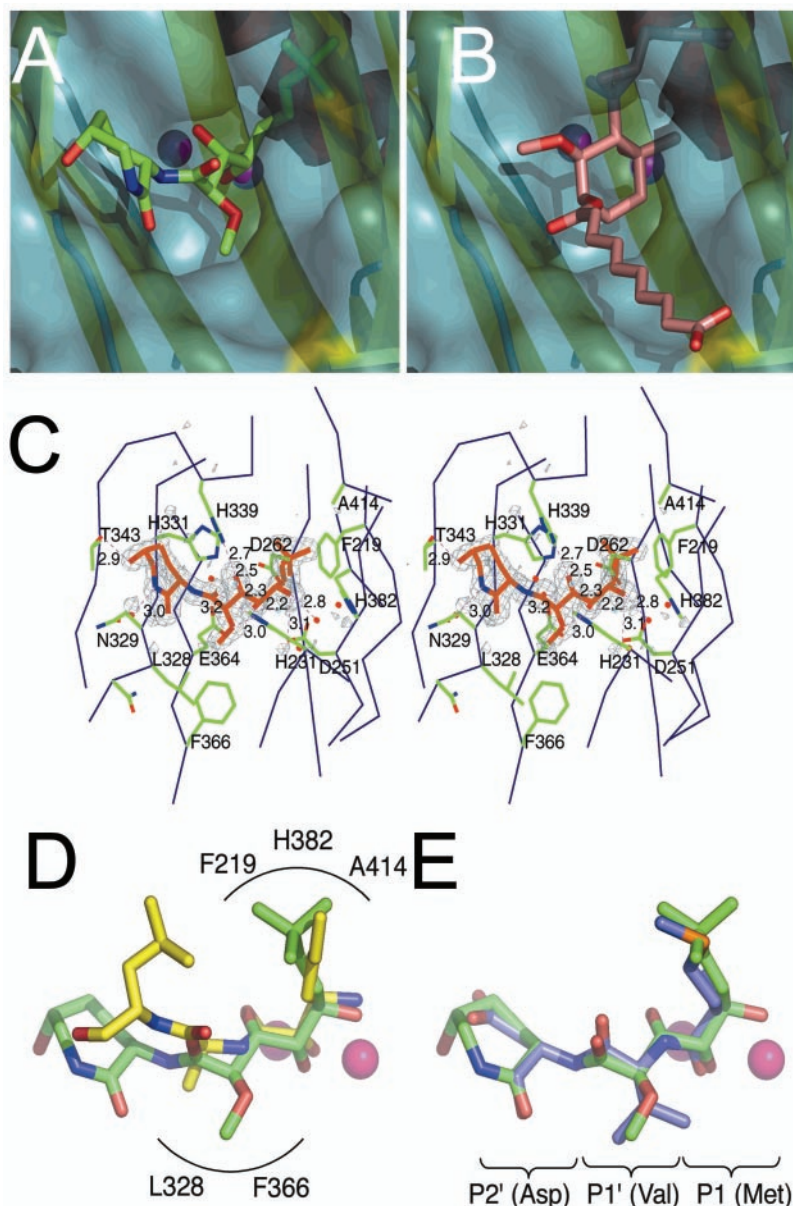 A
B
C
H339
H331
T343
2.9
2.7
D262
2.5
A414
F219
3.0
3.2
2.3
2.2
2.8
H382
N329
3.0
3.1
L328
E364
H231
D251
F366
H339
H331
T343
2.9
2.7
D262
2.5
A414
F219
3.0
3.2
2.3
2.2
2.8
H382
N329
3.0
3.1
L328
E364
H231
D251
F366
D
H382
F219
A414
L328
F366
E
P2' (Asp)
P1' (Val)
P1 (Met)